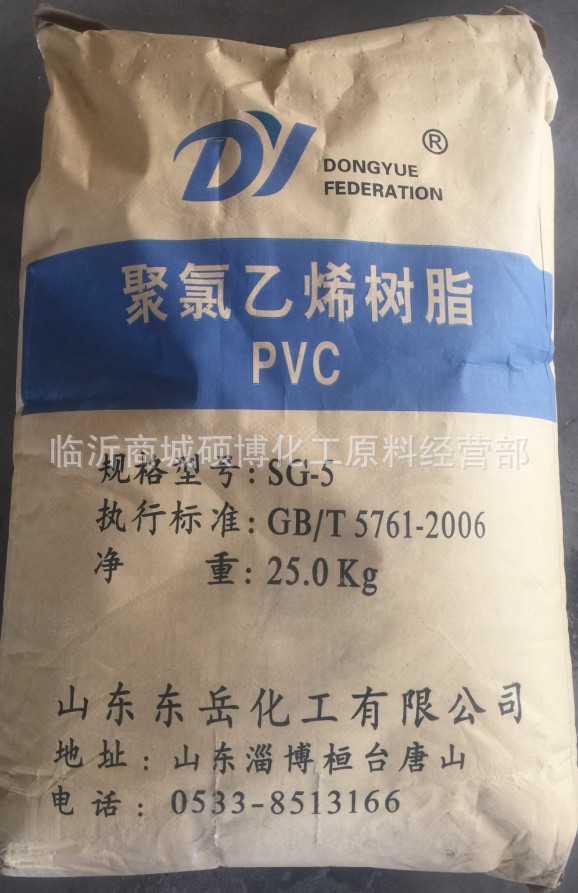 DY
®
DONGYUE
FEDERATION
聚氯乙烯树脂
PVC
临沂商城硕博化工原料经营部
规格型号: SG-5
执行标准: GB/T 5761-2006
净 重: 25.0 Kg
山东东岳化工有限公司
地址: 山东淄博桓台唐山
电话: 0533-8513166